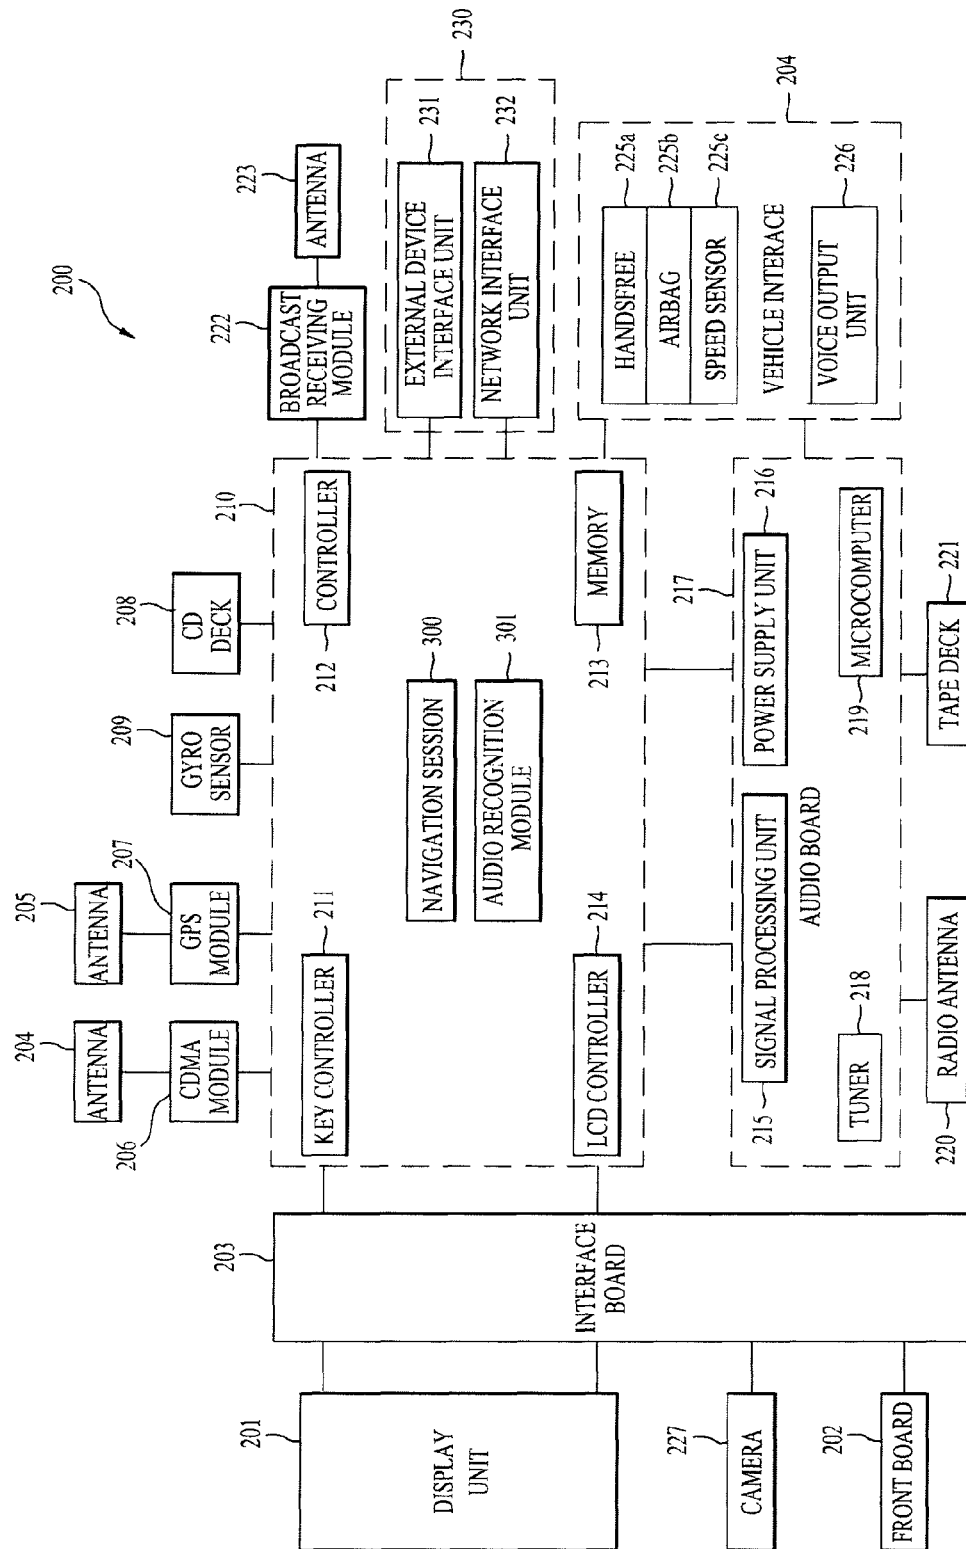 200
204
ANTENNA
205
ANTENNA
206
CDMA
MODULE
207
GPS
MODULE
209
GYRO
SENSOR
208
CD
DECK
222
BROADCAST
RECEIVING
MODULE
223
ANTENNA
230
231
EXTERNAL DEVICE
INTERFACE UNIT
232
NETWORK INTERFACE
UNIT
204
225a
HANDSFREE
225b
AIRBAG
225c
SPEED SENSOR
VEHICLE INTERACE
226
VOICE OUTPUT
UNIT
210
211
KEY CONTROLLER
212
CONTROLLER
300
NAVIGATION SESSION
301
AUDIO RECOGNITION
MODULE
214
LCD CONTROLLER
213
MEMORY
217
215
SIGNAL PROCESSING UNIT
216
POWER SUPPLY UNIT
AUDIO BOARD
218
TUNER
219
MICROCOMPUTER
220
RADIO ANTENNA
221
TAPE DECK
203
INTERFACE
BOARD
201
DISPLAY
UNIT
227
CAMERA
202
FRONT BOARD